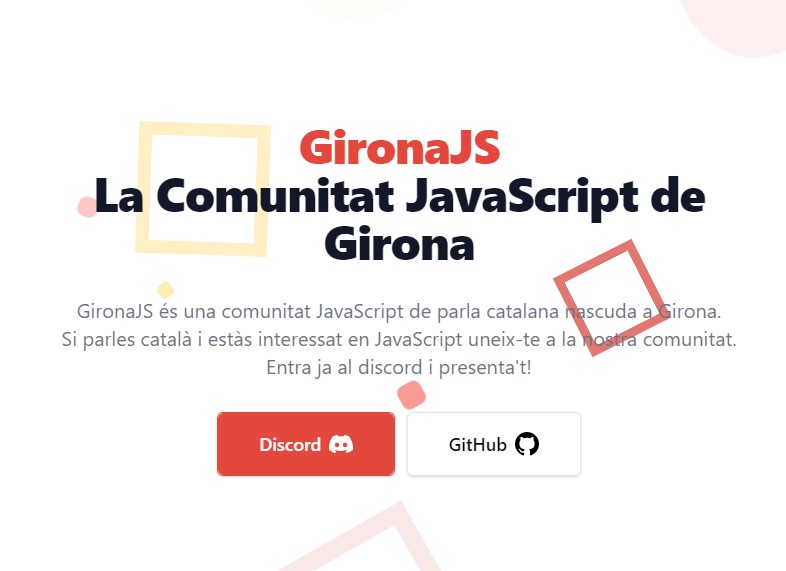 GironaJS
La Comunitat JavaScript de
Girona
GironaJS és una comunitat JavaScript de parla catalana nascuda a Girona.
Si parles català i estàs interessat en JavaScript uneix-te a la nostra comunitat.
Entra ja al discord i presenta't!
Discord
GitHub